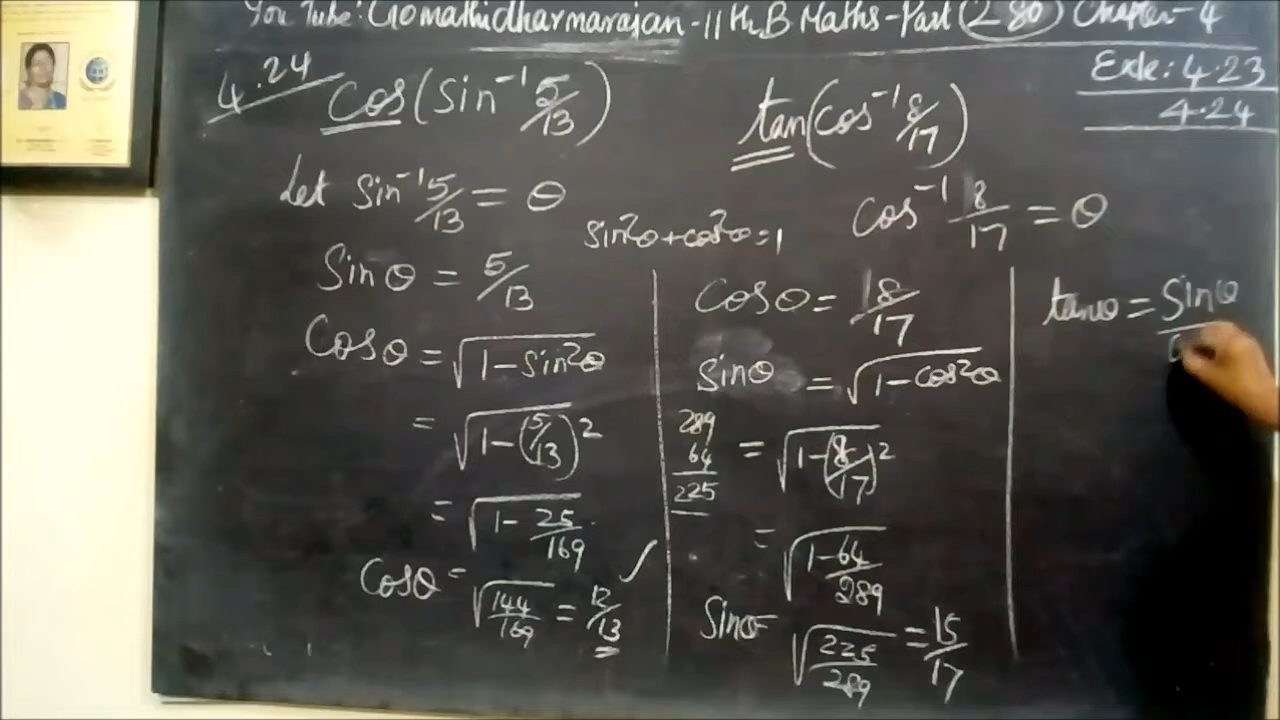 You Tube: Gomathidharmarajan - 11th B Maths - Part 280 Chapter - 4
Exle: 4.23
4.24
4.24 cos(sin⁻¹ 5/13)
Let sin⁻¹ 5/13 = θ
sinθ = 5/13
cosθ = √(1-sin²θ)
= √(1-(5/13)²)
= √(1-25/169)
cosθ = √(144/169) = 12/13 ✓
sin²θ+cos²θ=1
tan(cos⁻¹ 8/17)
cos⁻¹ 8/17 = θ
cosθ = 8/17
sinθ = √(1-cos²θ)
289
64
225
= √(1-(8/17)²)
= √(1-64/289)
sinθ = √(225/289) = 15/17
tanθ = sinθ